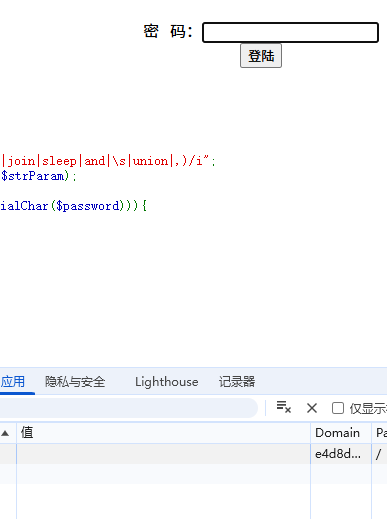 密 码：
登陆
|join|sleep|and|\s|union|,)/i";
$strParam);
ialChar($password))){
应用 隐私与安全 Lighthouse 记录器
仅显示
值 Domain Pa
e4d8d... /